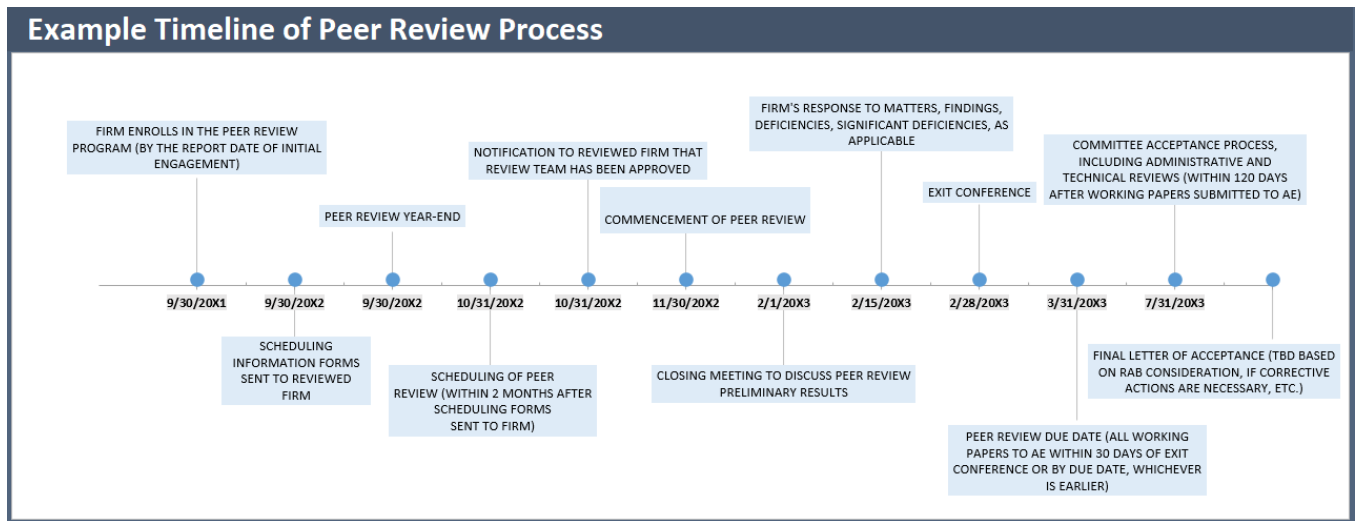 Example Timeline of Peer Review Process
FIRM ENROLLS IN THE PEER REVIEW
PROGRAM (BY THE REPORT DATE OF INITIAL
ENGAGEMENT)
PEER REVIEW YEAR-END
NOTIFICATION TO REVIEWED FIRM THAT
REVIEW TEAM HAS BEEN APPROVED
COMMENCEMENT OF PEER REVIEW
FIRM'S RESPONSE TO MATTERS, FINDINGS,
DEFICIENCIES, SIGNIFICANT DEFICIENCIES, AS
APPLICABLE
EXIT CONFERENCE
COMMITTEE ACCEPTANCE PROCESS,
INCLUDING ADMINISTRATIVE AND
TECHNICAL REVIEWS (WITHIN 120 DAYS
AFTER WORKING PAPERS SUBMITTED TO AE)
9/30/20X1 9/30/20X2 9/30/20X2 10/31/20X2 10/31/20X2 11/30/20X2 2/1/20X3 2/15/20X3 2/28/20X3 3/31/20X3 7/31/20X3
SCHEDULING
INFORMATION FORMS
SENT TO REVIEWED
FIRM
SCHEDULING OF PEER
REVIEW (WITHIN 2 MONTHS AFTER
SCHEDULING FORMS
SENT TO FIRM)
CLOSING MEETING TO DISCUSS PEER REVIEW
PRELIMINARY RESULTS
PEER REVIEW DUE DATE (ALL WORKING
PAPERS TO AE WITHIN 30 DAYS OF EXIT
CONFERENCE OR BY DUE DATE, WHICHEVER
IS EARLIER)
FINAL LETTER OF ACCEPTANCE (TBD BASED
ON RAB CONSIDERATION, IF CORRECTIVE
ACTIONS ARE NECESSARY, ETC.)